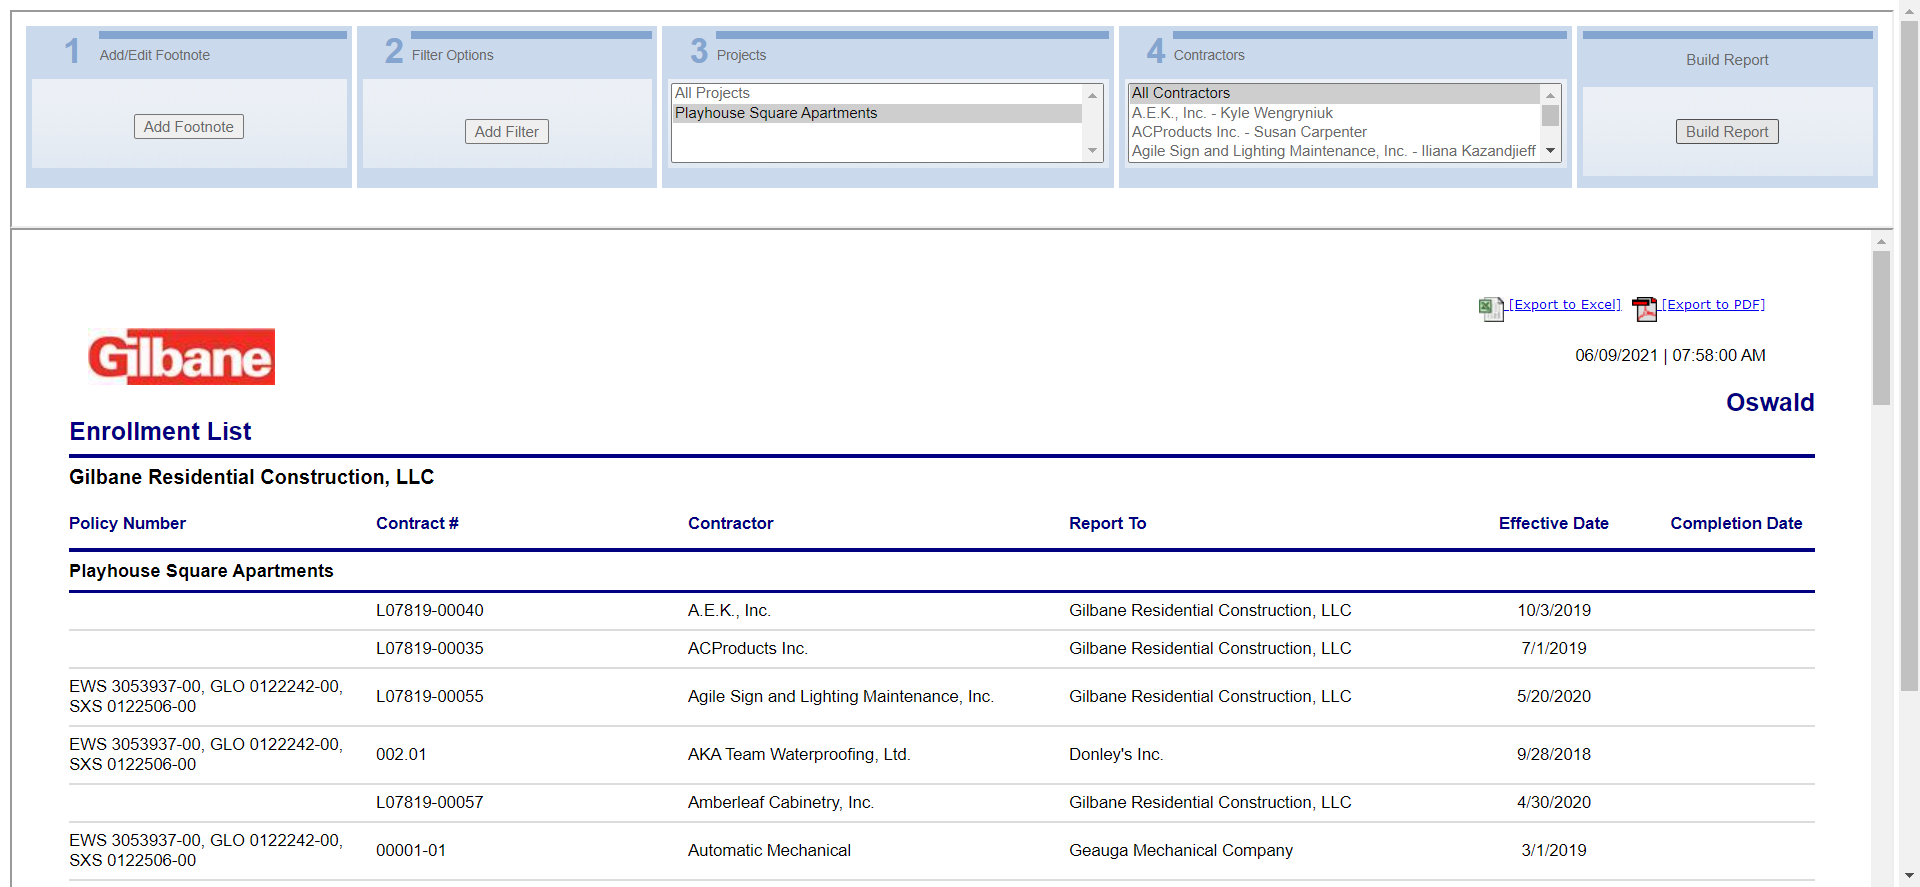 1 Add/Edit Footnote
Add Footnote
2 Filter Options
Add Filter
3 Projects
All Projects
Playhouse Square Apartments
4 Contractors
All Contractors
A.E.K., Inc. - Kyle Wengryniuk
ACProducts Inc. - Susan Carpenter
Agile Sign and Lighting Maintenance, Inc. - Iliana Kazandjieff
Build Report
Build Report
[Export to Excel] [Export to PDF]
Gilbane
06/09/2021 | 07:58:00 AM
Oswald
Enrollment List
Gilbane Residential Construction, LLC
Policy Number Contract # Contractor Report To Effective Date Completion Date
Playhouse Square Apartments
L07819-00040 A.E.K., Inc. Gilbane Residential Construction, LLC 10/3/2019
L07819-00035 ACProducts Inc. Gilbane Residential Construction, LLC 7/1/2019
EWS 3053937-00, GLO 0122242-00,
SXS 0122506-00 L07819-00055 Agile Sign and Lighting Maintenance, Inc. Gilbane Residential Construction, LLC 5/20/2020
EWS 3053937-00, GLO 0122242-00,
SXS 0122506-00 002.01 AKA Team Waterproofing, Ltd. Donley's Inc. 9/28/2018
L07819-00057 Amberleaf Cabinetry, Inc. Gilbane Residential Construction, LLC 4/30/2020
EWS 3053937-00, GLO 0122242-00,
SXS 0122506-00 00001-01 Automatic Mechanical Geauga Mechanical Company 3/1/2019